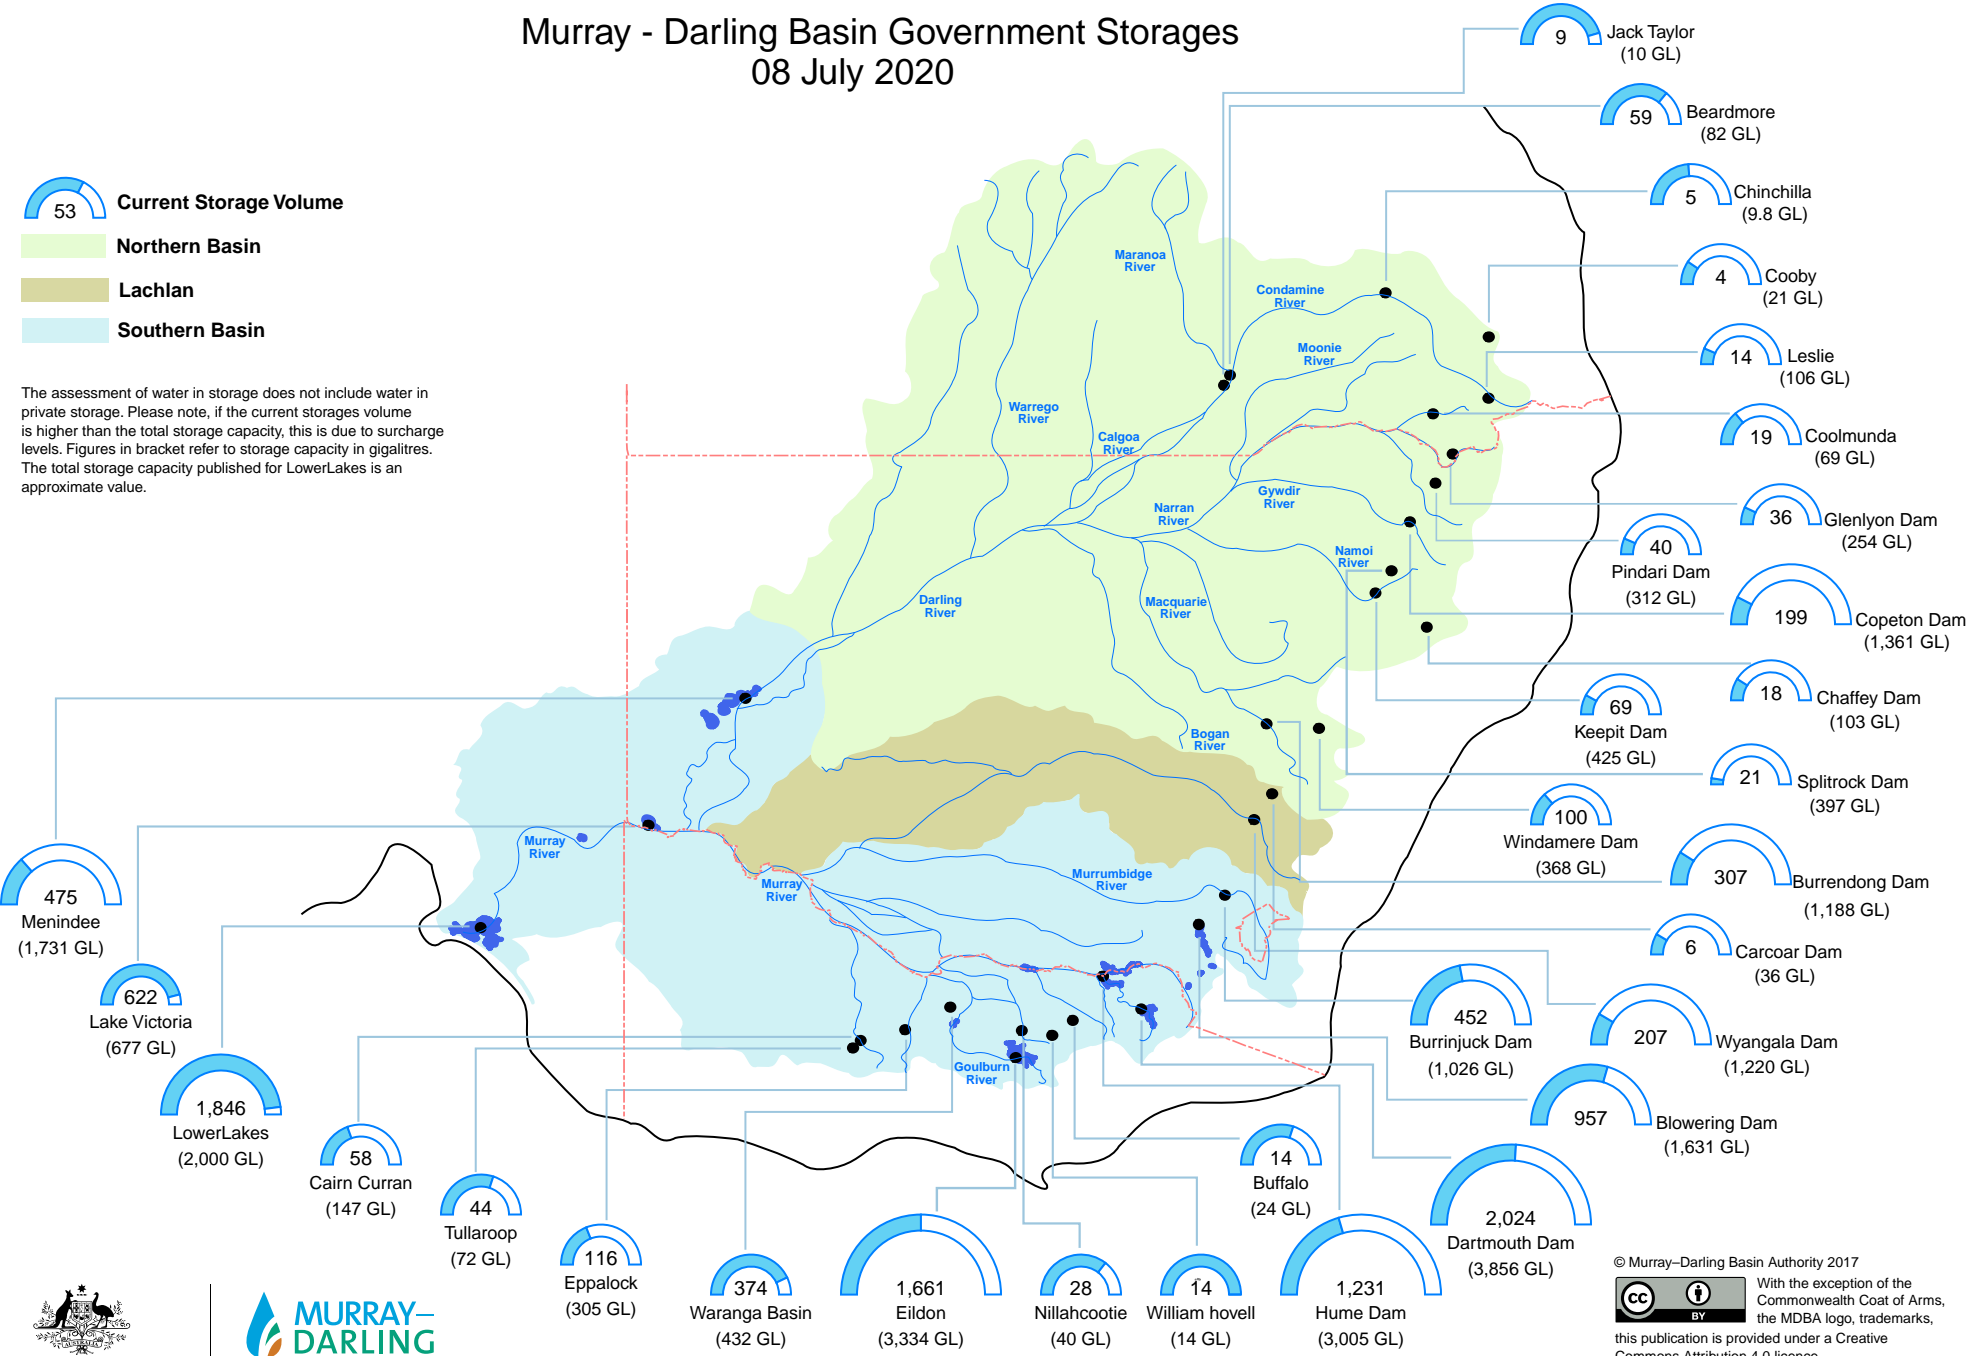 Murray - Darling Basin Government Storages
08 July 2020
53
Current Storage Volume
Northern Basin
Lachlan
Southern Basin
The assessment of water in storage does not include water in
private storage. Please note, if the current storages volume
is higher than the total storage capacity, this is due to surcharge
levels. Figures in bracket refer to storage capacity in gigalitres.
The total storage capacity published for LowerLakes is an
approximate value.
9
Jack Taylor
(10 GL)
59
Beardmore
(82 GL)
5
Chinchilla
(9.8 GL)
4
Cooby
(21 GL)
14
Leslie
(106 GL)
19
Coolmunda
(69 GL)
36
Glenlyon Dam
(254 GL)
40
Pindari Dam
(312 GL)
199
Copeton Dam
(1,361 GL)
18
Chaffey Dam
(103 GL)
69
Keepit Dam
(425 GL)
21
Splitrock Dam
(397 GL)
100
Windamere Dam
(368 GL)
307
Burrendong Dam
(1,188 GL)
6
Carcoar Dam
(36 GL)
452
Burrinjuck Dam
(1,026 GL)
207
Wyangala Dam
(1,220 GL)
957
Blowering Dam
(1,631 GL)
2,024
Dartmouth Dam
(3,856 GL)
Maranoa
River
Condamine
River
Moonie
River
Warrego
River
Calgoa
River
Gywdir
River
Narran
River
Namoi
River
Darling
River
Macquarie
River
Bogan
River
Murray
River
Murray
River
Murrumbidge
River
Goulburn
River
475
Menindee
(1,731 GL)
622
Lake Victoria
(677 GL)
1,846
LowerLakes
(2,000 GL)
58
Cairn Curran
(147 GL)
44
Tullaroop
(72 GL)
116
Eppalock
(305 GL)
374
Waranga Basin
(432 GL)
1,661
Eildon
(3,334 GL)
28
Nillahcootie
(40 GL)
14
William hovell
(14 GL)
14
Buffalo
(24 GL)
1,231
Hume Dam
(3,005 GL)
MURRAY–
DARLING
© Murray–Darling Basin Authority 2017
cc
BY
With the exception of the
Commonwealth Coat of Arms,
the MDBA logo, trademarks,
this publication is provided under a Creative
Commons Attribution 4.0 licence